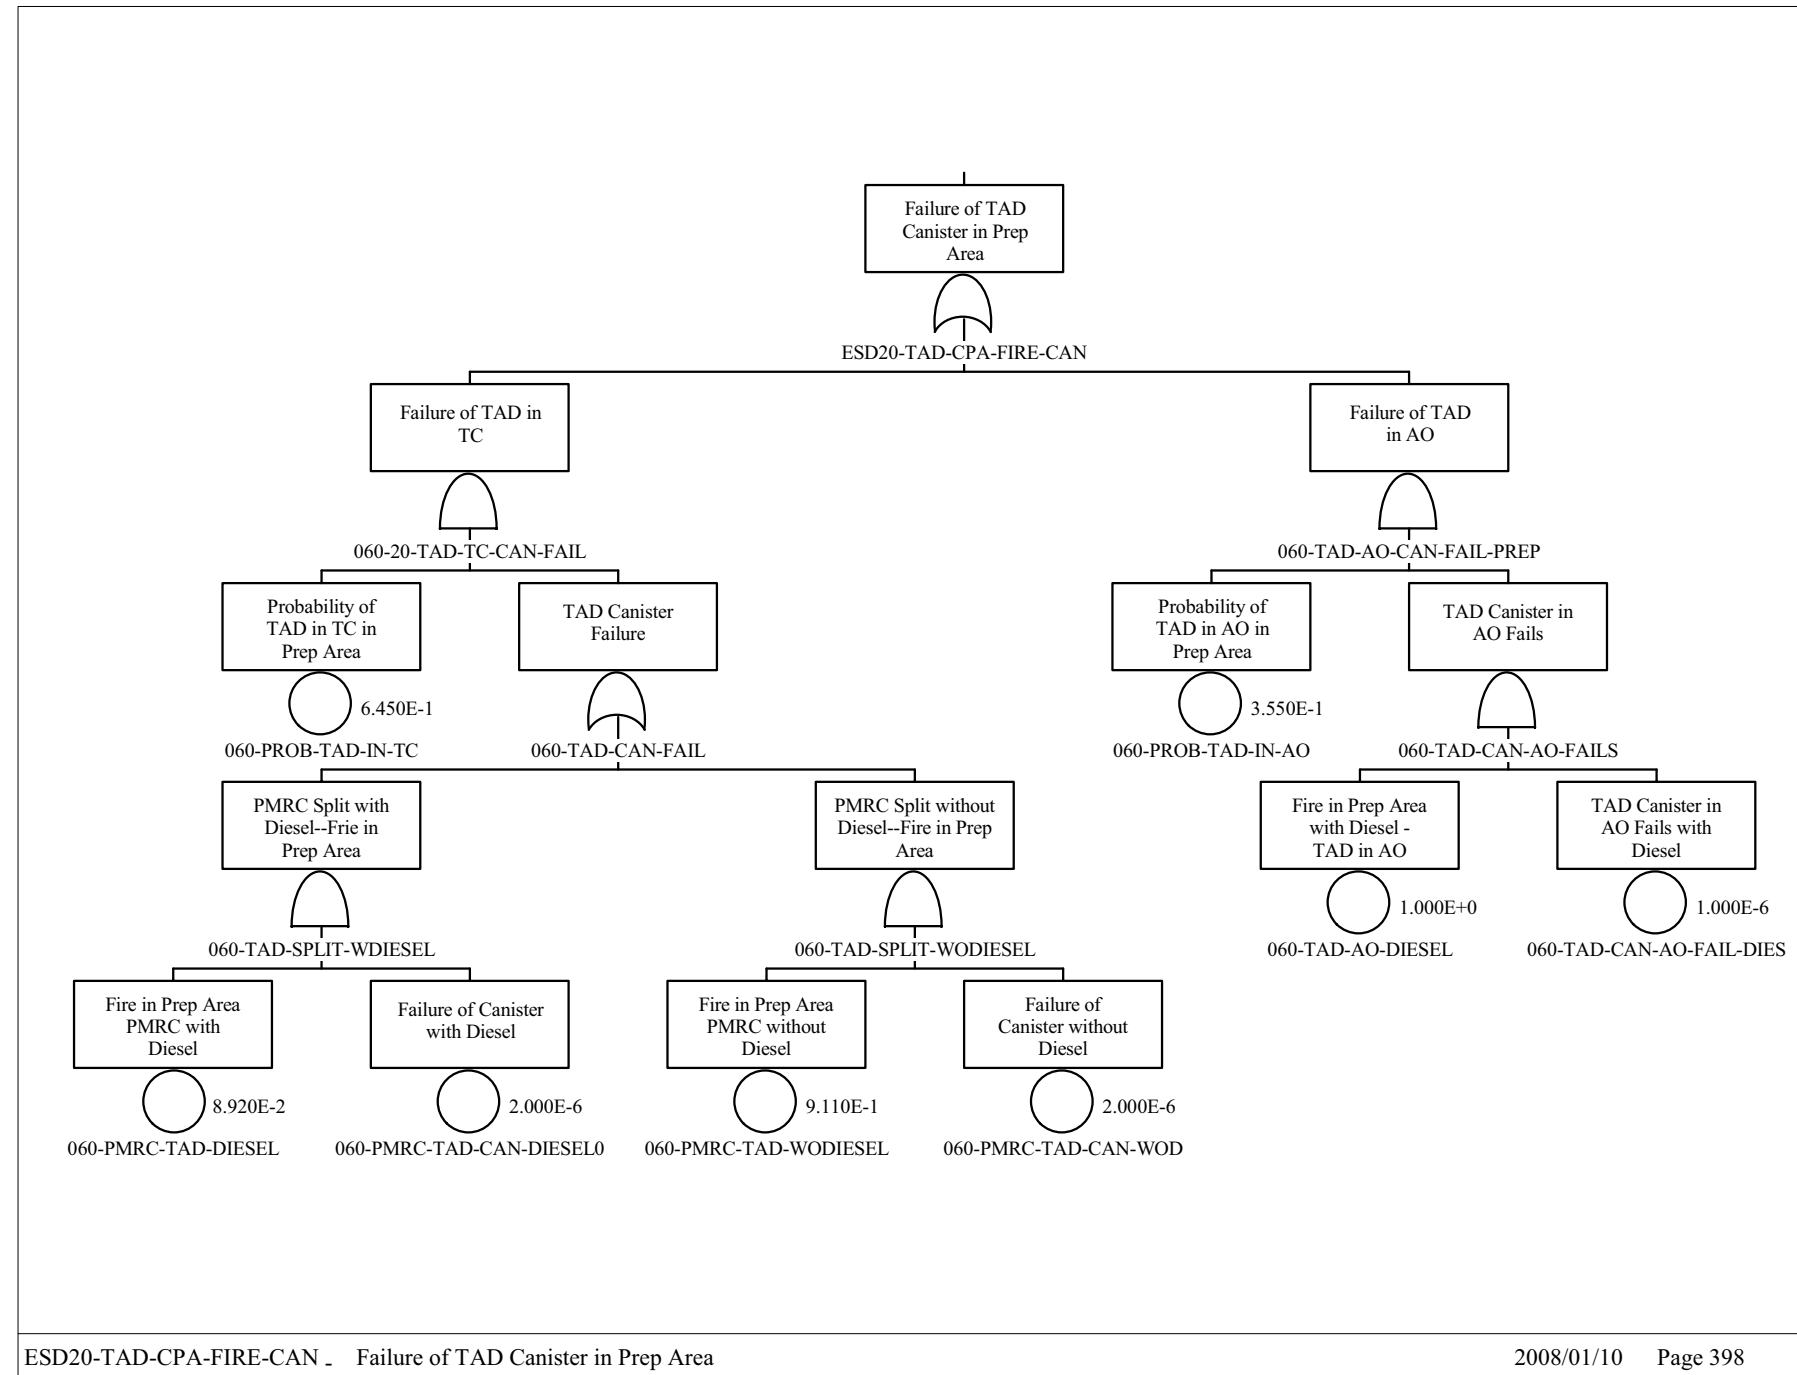 Failure of TAD
Canister in Prep
Area
ESD20-TAD-CPA-FIRE-CAN
Failure of TAD in
TC
060-20-TAD-TC-CAN-FAIL
Failure of TAD
in AO
060-TAD-AO-CAN-FAIL-PREP
Probability of
TAD in TC in
Prep Area
6.450E-1
060-PROB-TAD-IN-TC
TAD Canister
Failure
060-TAD-CAN-FAIL
Probability of
TAD in AO in
Prep Area
3.550E-1
060-PROB-TAD-IN-AO
TAD Canister in
AO Fails
060-TAD-CAN-AO-FAILS
PMRC Split with
Diesel--Frie in
Prep Area
060-TAD-SPLIT-WDIESEL
PMRC Split without
Diesel--Fire in Prep
Area
060-TAD-SPLIT-WODIESEL
Fire in Prep Area
with Diesel -
TAD in AO
1.000E+0
060-TAD-AO-DIESEL
TAD Canister in
AO Fails with
Diesel
1.000E-6
060-TAD-CAN-AO-FAIL-DIES
Fire in Prep Area
PMRC with
Diesel
8.920E-2
060-PMRC-TAD-DIESEL
Failure of Canister
with Diesel
2.000E-6
060-PMRC-TAD-CAN-DIESEL0
Fire in Prep Area
PMRC without
Diesel
9.110E-1
060-PMRC-TAD-WODIESEL
Failure of
Canister without
Diesel
2.000E-6
060-PMRC-TAD-CAN-WOD
ESD20-TAD-CPA-FIRE-CAN - Failure of TAD Canister in Prep Area 2008/01/10 Page 398